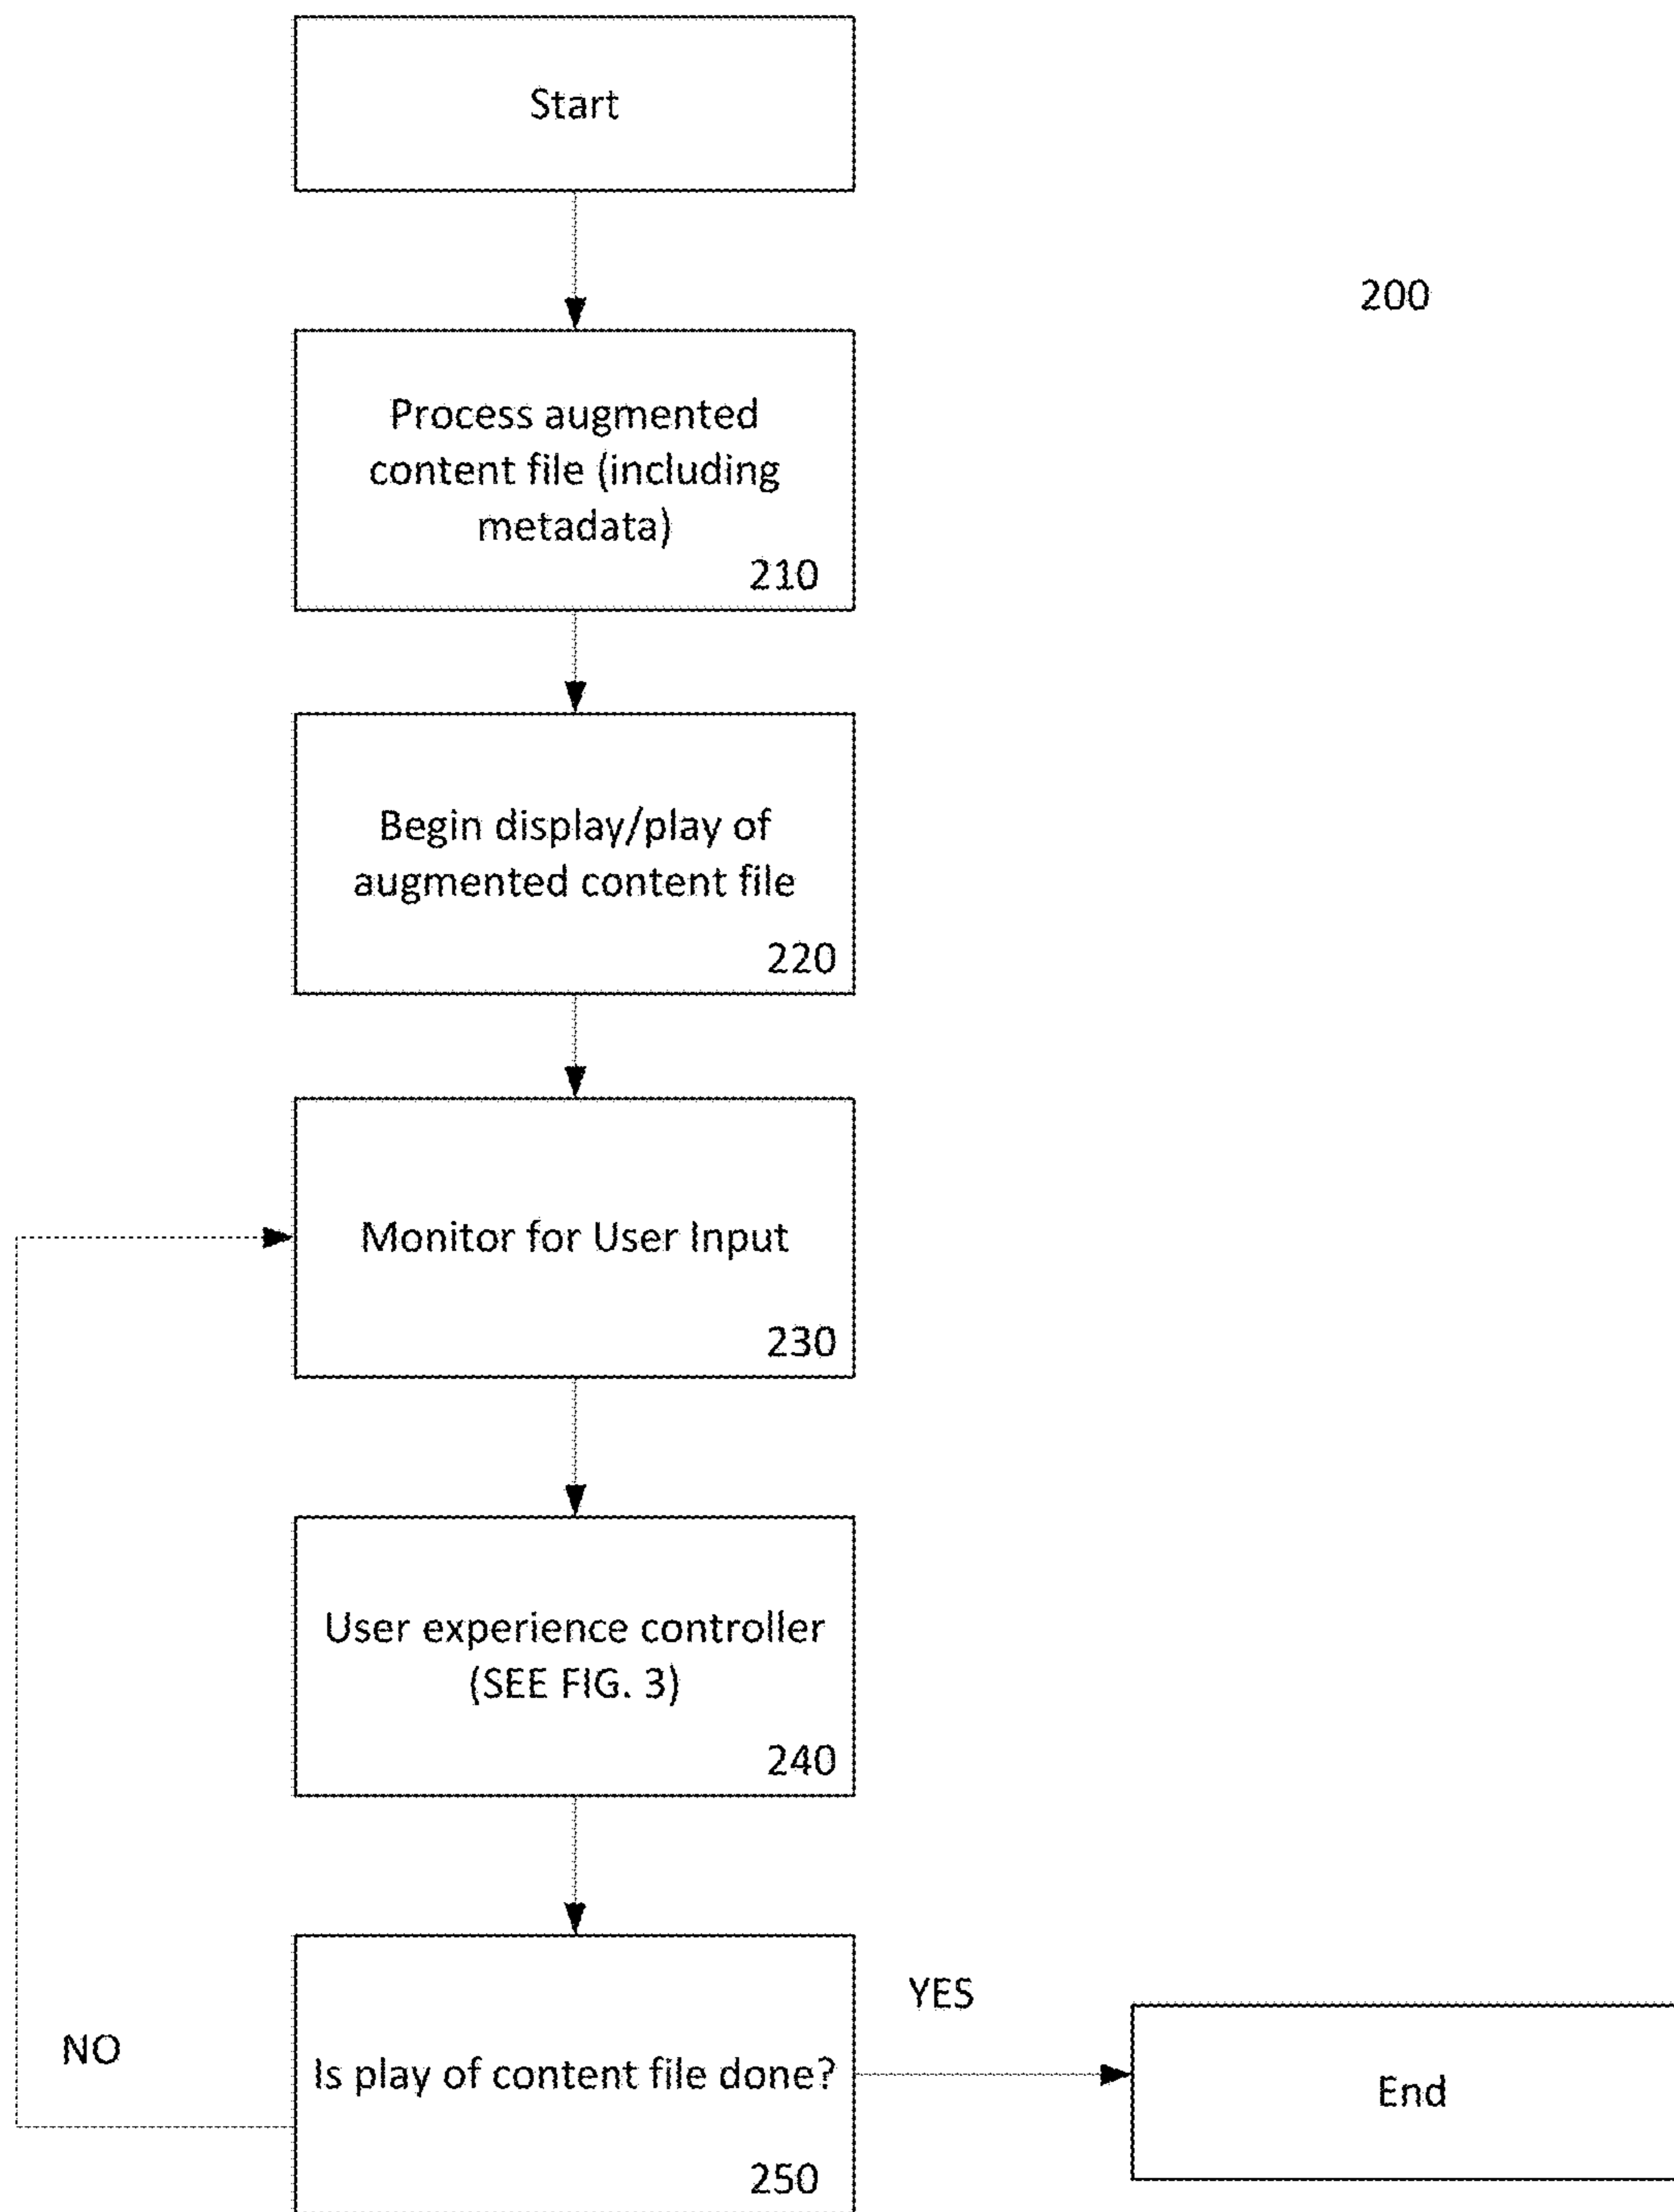 Start
200
Process augmented
content file (including
metadata)
210
Begin display/play of
augmented content file
220
Monitor for User Input
230
User experience controller
(SEE FIG. 3)
240
YES
NO
Is play of content file done?
End
250